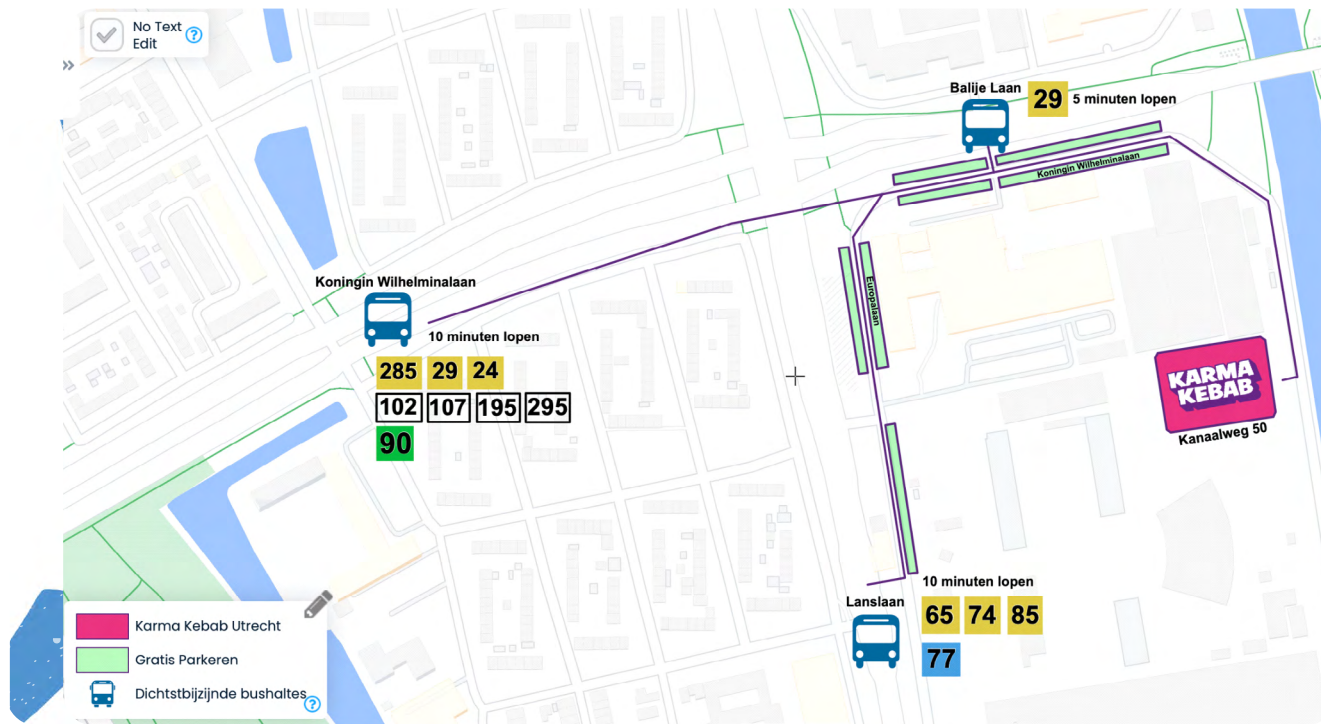 No Text
Edit
?
»
Balije Laan
29
5 minuten lopen
Koningin Wilhelminalaan
Koningin Wilhelminalaan
10 minuten lopen
285 29 24
102 107 195 295
90
Europalaan
KARMA
KEBAB
Kanaalweg 50
10 minuten lopen
Lanslaan
65 74 85
77
Karma Kebab Utrecht
Gratis Parkeren
Dichtstbijzijnde bushaltes
?